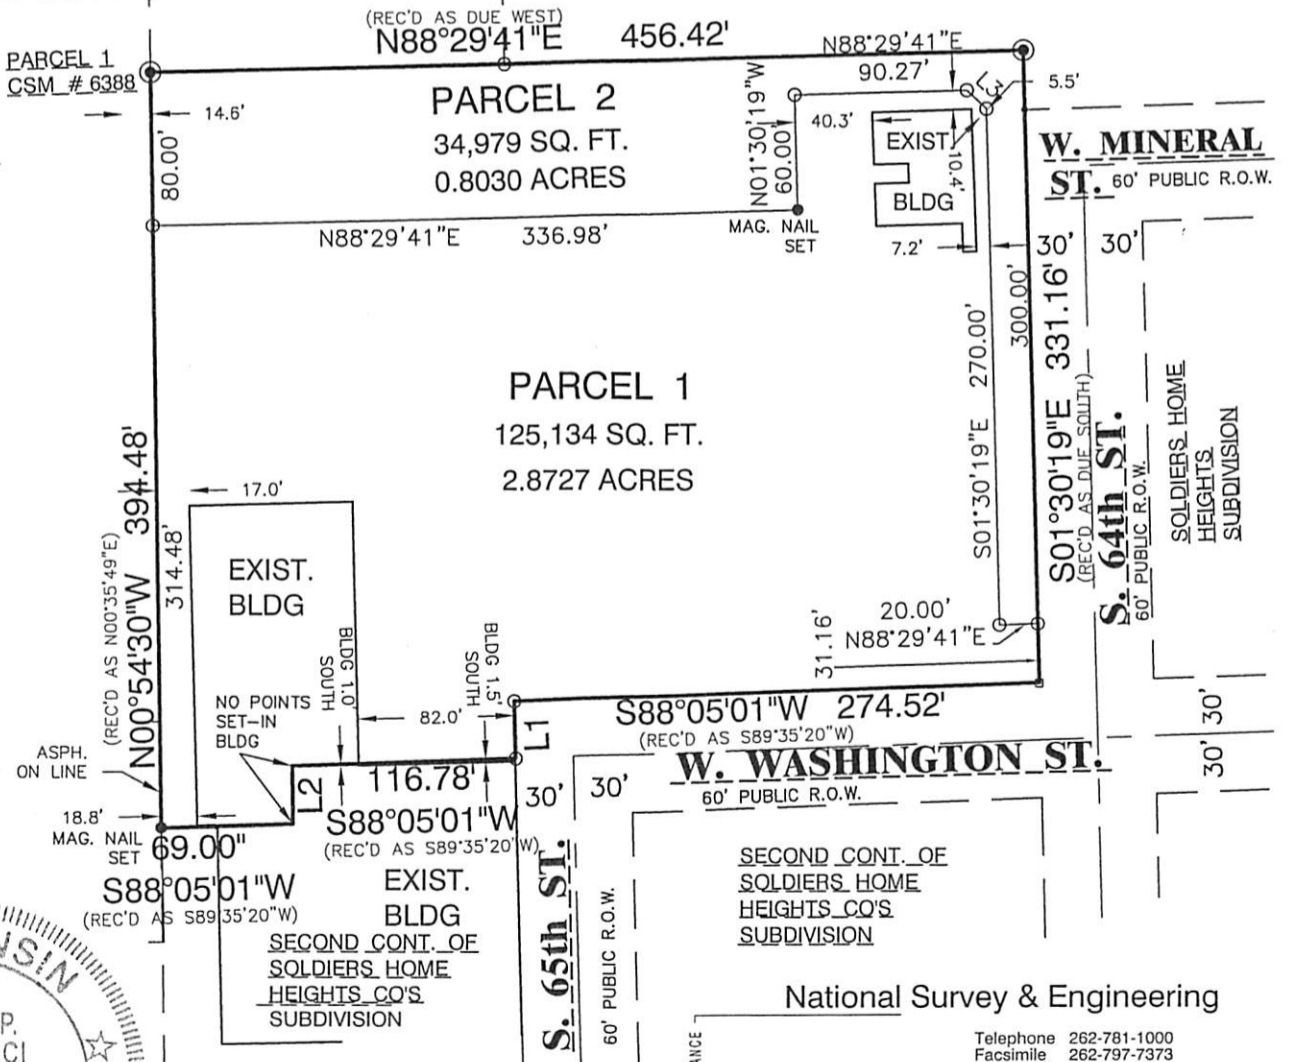 (REC'D AS DUE WEST)
N88°29'41"E 456.42'
N88°29'41"E
90.27'
L3
5.5'
PARCEL 1
CSM # 6388
14.6'
80.00'
PARCEL 2
34,979 SQ. FT.
0.8030 ACRES
N01°30'19"W
60.00'
40.3'
EXIST.
BLDG
10.4'
7.2'
MAG. NAIL
SET
N88°29'41"E 336.98'
W. MINERAL
ST. 60' PUBLIC R.O.W.
30' 30'
300.00'
270.00'
S01°30'19"E
S01°30'19"E 331.16'
(REC'D AS DUE SOUTH)
S. 64th ST.
60' PUBLIC R.O.W.
SOLDIERS HOME
HEIGHTS
SUBDIVISION
PARCEL 1
125,134 SQ. FT.
2.8727 ACRES
N00°54'30"W 394.48'
(REC'D AS N00°35'49"E)
314.48'
17.0'
EXIST.
BLDG
BLDG 1.0'
SOUTH
BLDG 1.5'
SOUTH
82.0'
NO POINTS
SET-IN
BLDG
20.00'
N88°29'41"E
31.16'
S88°05'01"W 274.52'
(REC'D AS S89°35'20"W)
L1
L2
30'
30'
W. WASHINGTON ST.
60' PUBLIC R.O.W.
ASPH.
ON LINE
18.8'
MAG. NAIL
SET
69.00"
S88°05'01"W
(REC'D AS S89°35'20"W)
116.78'
S88°05'01"W
(REC'D AS S89°35'20"W)
30' 30'
EXIST.
BLDG
SECOND CONT. OF
SOLDIERS HOME
HEIGHTS CO'S
SUBDIVISION
S. 65th ST.
60' PUBLIC R.O.W.
SECOND CONT. OF
SOLDIERS HOME
HEIGHTS CO'S
SUBDIVISION
National Survey & Engineering
Telephone 262-781-1000
Facsimile 262-797-7373